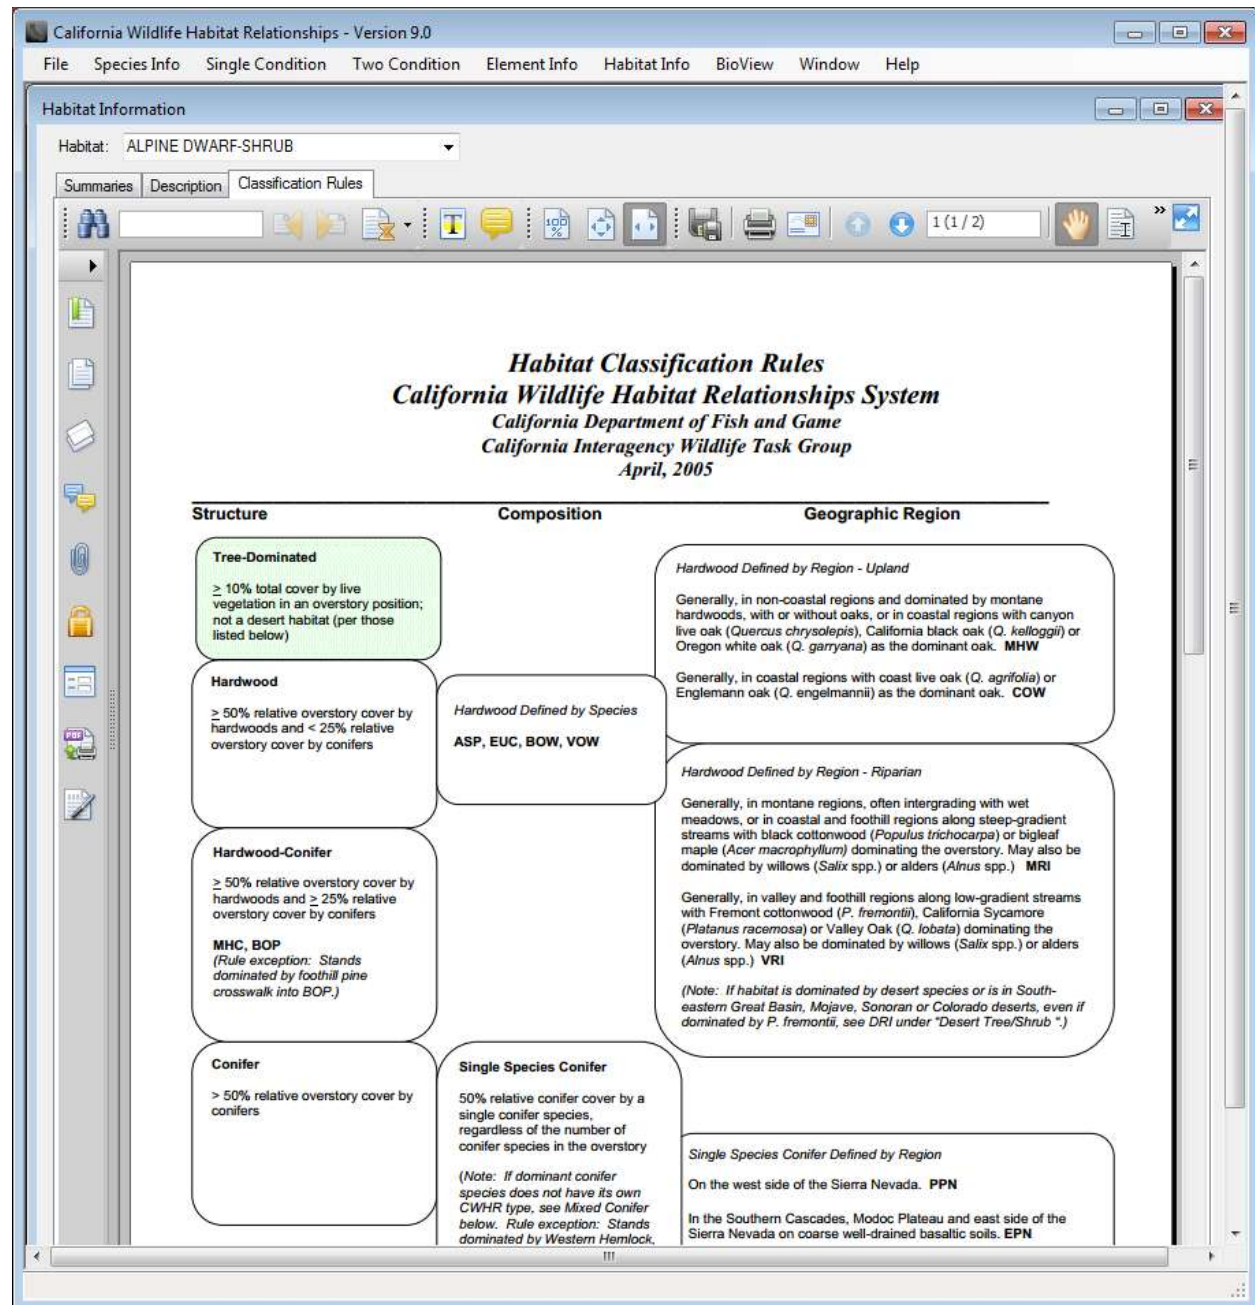 California Wildlife Habitat Relationships - Version 9.0
File Species Info Single Condition Two Condition Element Info Habitat Info BioView Window Help
Habitat Information
Habitat: ALPINE DWARF-SHRUB
Summaries Description Classification Rules
1 (1 / 2)
Habitat Classification Rules
California Wildlife Habitat Relationships System
California Department of Fish and Game
California Interagency Wildlife Task Group
April, 2005
Structure Composition Geographic Region
Tree-Dominated
≥ 10% total cover by live
vegetation in an overstory position;
not a desert habitat (per those
listed below)
Hardwood
≥ 50% relative overstory cover by
hardwoods and < 25% relative
overstory cover by conifers
Hardwood Defined by Species
ASP, EUC, BOW, VOW
Hardwood Defined by Region - Upland
Generally, in non-coastal regions and dominated by montane
hardwoods, with or without oaks, or in coastal regions with canyon
live oak (Quercus chrysolepis), California black oak (Q. kelloggii) or
Oregon white oak (Q. garryana) as the dominant oak. MHW
Generally, in coastal regions with coast live oak (Q. agrifolia) or
Englemann oak (Q. engelmannii) as the dominant oak. COW
Hardwood Defined by Region - Riparian
Generally, in montane regions, often intergrading with wet
meadows, or in coastal and foothill regions along steep-gradient
streams with black cottonwood (Populus trichocarpa) or bigleaf
maple (Acer macrophyllum) dominating the overstory. May also be
dominated by willows (Salix spp.) or alders (Alnus spp.) MRI
Generally, in valley and foothill regions along low-gradient streams
with Fremont cottonwood (P. fremontii), California Sycamore
(Platanus racemosa) or Valley Oak (Q. lobata) dominating the
overstory. May also be dominated by willows (Salix spp.) or alders
(Alnus spp.) VRI
(Note: If habitat is dominated by desert species or is in South-
eastern Great Basin, Mojave, Sonoran or Colorado deserts, even if
dominated by P. fremontii, see DRI under "Desert Tree/Shrub ".)
Hardwood-Conifer
≥ 50% relative overstory cover by
hardwoods and ≥ 25% relative
overstory cover by conifers
MHC, BOP
(Rule exception: Stands
dominated by foothill pine
crosswalk into BOP.)
Conifer
> 50% relative overstory cover by
conifers
Single Species Conifer
50% relative conifer cover by a
single conifer species,
regardless of the number of
conifer species in the overstory
(Note: If dominant conifer
species does not have its own
CWHR type, see Mixed Conifer
below. Rule exception: Stands
dominated by Western Hemlock,
Single Species Conifer Defined by Region
On the west side of the Sierra Nevada. PPN
In the Southern Cascades, Modoc Plateau and east side of the
Sierra Nevada on coarse well-drained basaltic soils. EPN